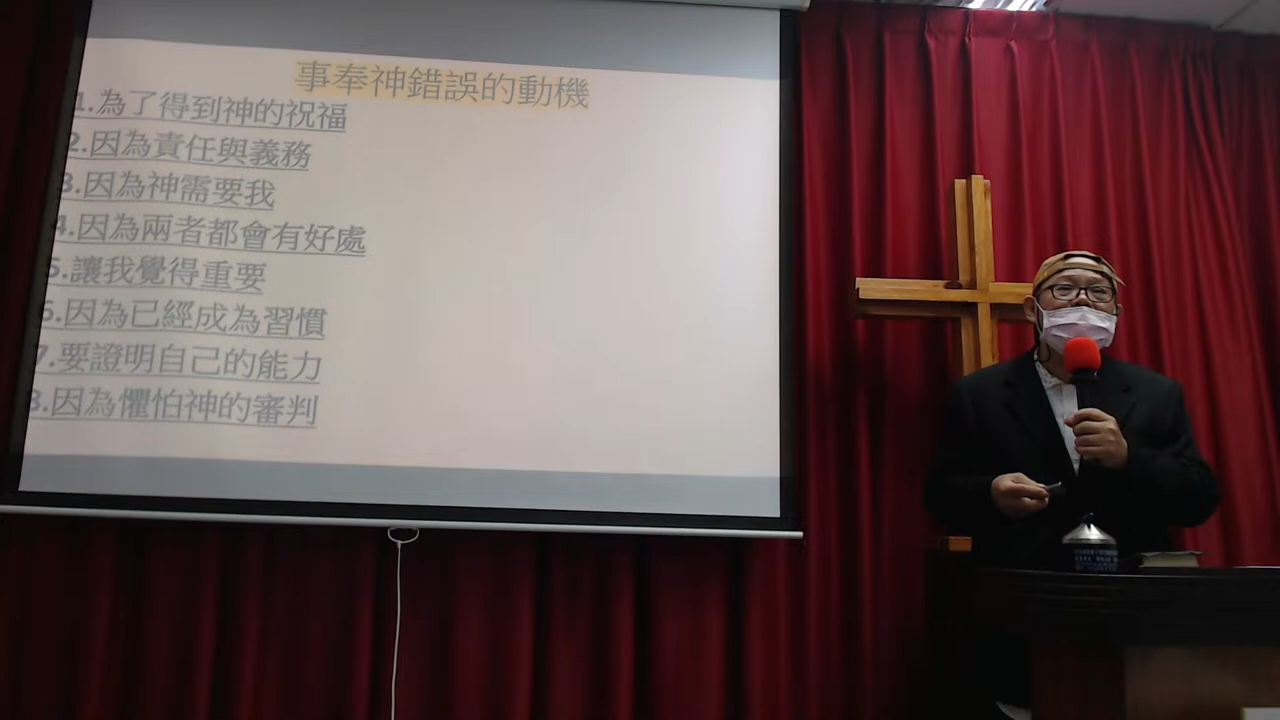 事奉神錯誤的動機
1.為了得到神的祝福
2.因為責任與義務
3.因為神需要我
4.因為兩者都會有好處
5.讓我覺得重要
6.因為已經成為習慣
7.要證明自己的能力
8.因為懼怕神的審判